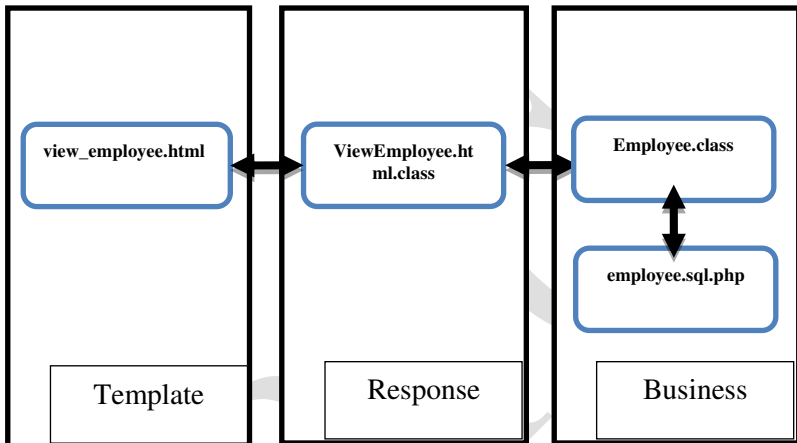 view_employee.html
ViewEmployee.ht
ml.class
Employee.class
employee.sql.php
Template
Response
Business